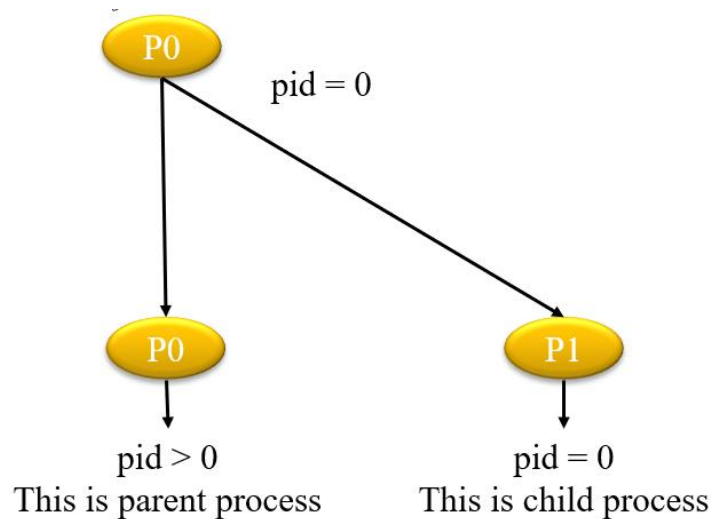 P0
pid = 0
P0
P1
pid > 0
This is parent process
pid = 0
This is child process